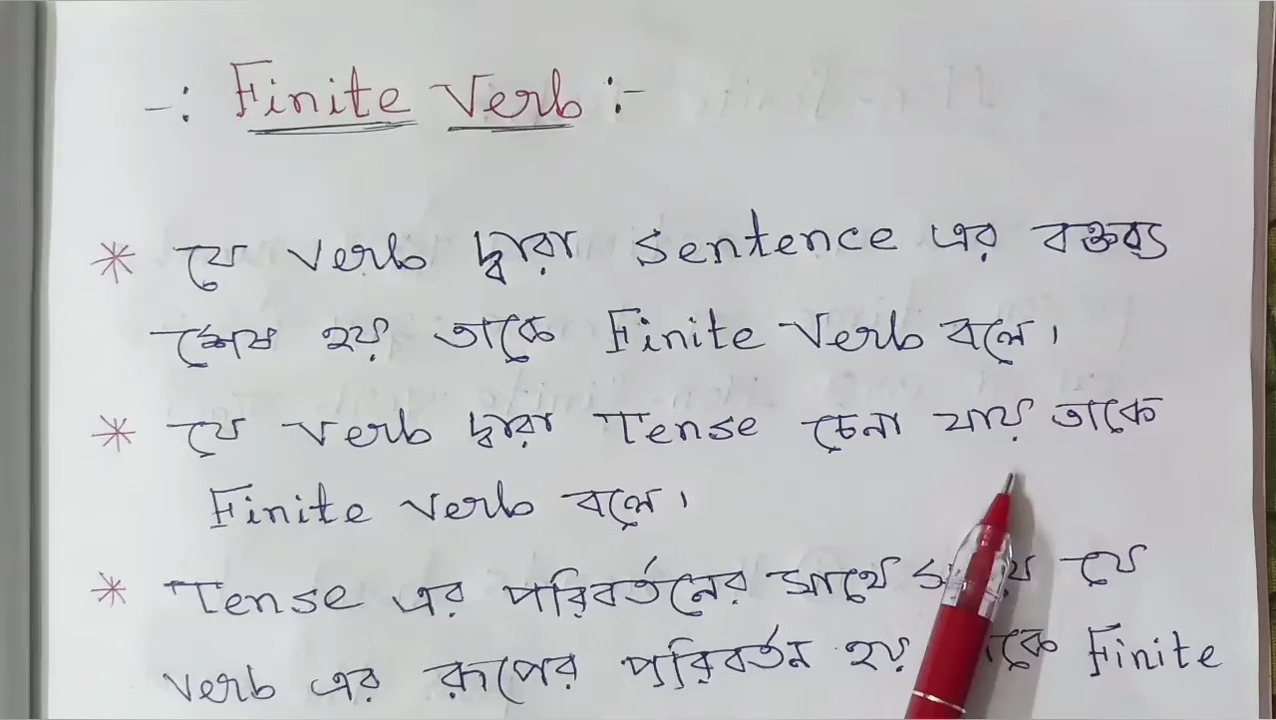 -: Finite Verb :-
* যে verb দ্বারা sentence এর বক্তব্য
শেষ হয় তাকে Finite Verb বলে।
* যে verb দ্বারা Tense চেনা যায় তাকে
Finite verb বলে।
* Tense এর পরিবর্তনের সাথে যে
verb এর রূপের পরিবর্তন হয় Finite